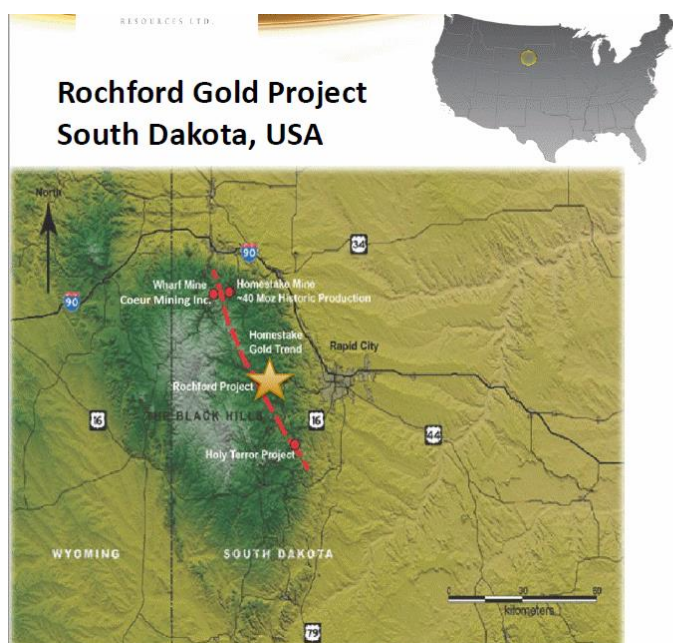 RESOURCES LTD.
Rochford Gold Project
South Dakota, USA
North
34
90
90
Wharf Mine
Coeur Mining Inc.
Homestake Mine
~40 Moz Historic Production
Homestake
Gold Trend
Rapid City
Rochford Project
16
THE BLACK HILLS
16
44
Holy Terror Project
WYOMING
SOUTH DAKOTA
0 30 60
kilometers
79